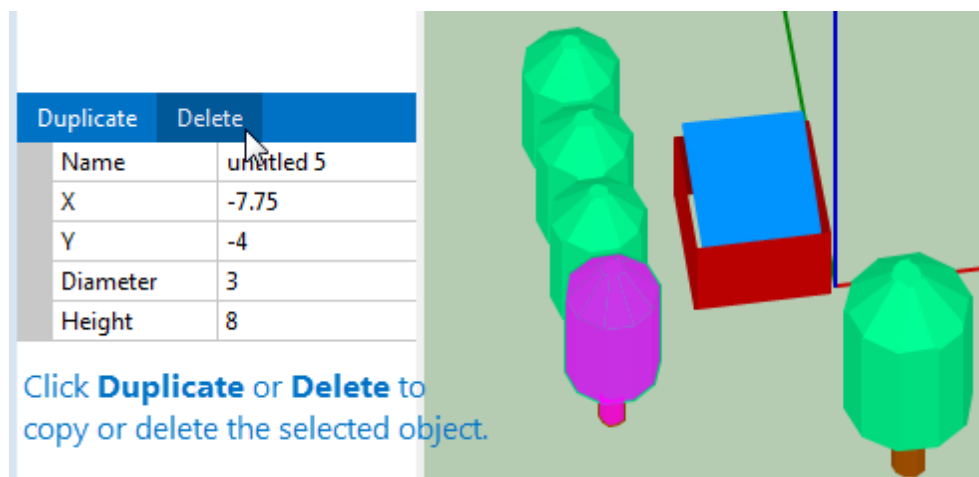 Duplicate Delete
Name untitled 5
X -7.75
Y -4
Diameter 3
Height 8
Click Duplicate or Delete to
copy or delete the selected object.